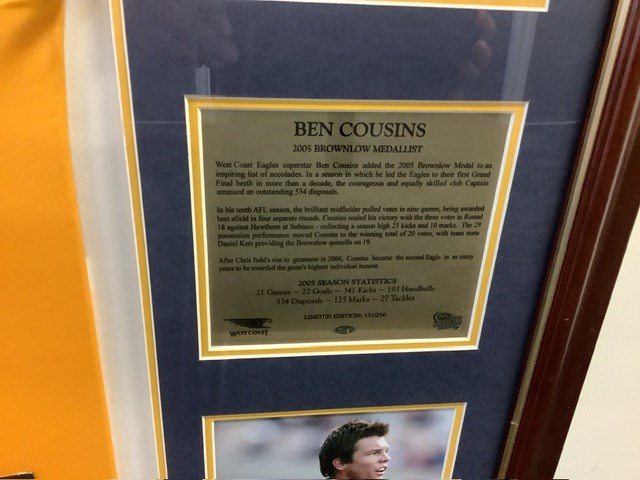 BEN COUSINS
2005 BROWNLOW MEDALLIST
West Coast Eagles superstar Ben Cousins added the 2005 Brownlow Medal to an
inspiring list of accolades. In a season in which he led the Eagles to their first Grand
Final berth in more than a decade, the courageous and equally skilled club Captain
amassed an outstanding 534 disposals.
In his tenth AFL season, the brilliant midfielder polled votes in nine games, being awarded
best afield in four separate rounds. Cousins sealed his victory with the three votes in Round
18 against Hawthorn at Subiaco - collecting a season high 23 kicks and 10 marks. The 29
possession performance moved Cousins to the winning total of 20 votes, with team mate
Daniel Kerr providing the Brownlow quinella on 19.
After Chris Judd's rise to greatness in 2004, Cousins became the second Eagle in as many
years to be awarded the game's highest individual honour.
2005 SEASON STATISTICS
21 Games ~ 22 Goals ~ 341 Kicks ~ 193 Handballs
534 Disposals ~ 125 Marks ~ 27 Tackles
LIMITED EDITION:
WEST COAST